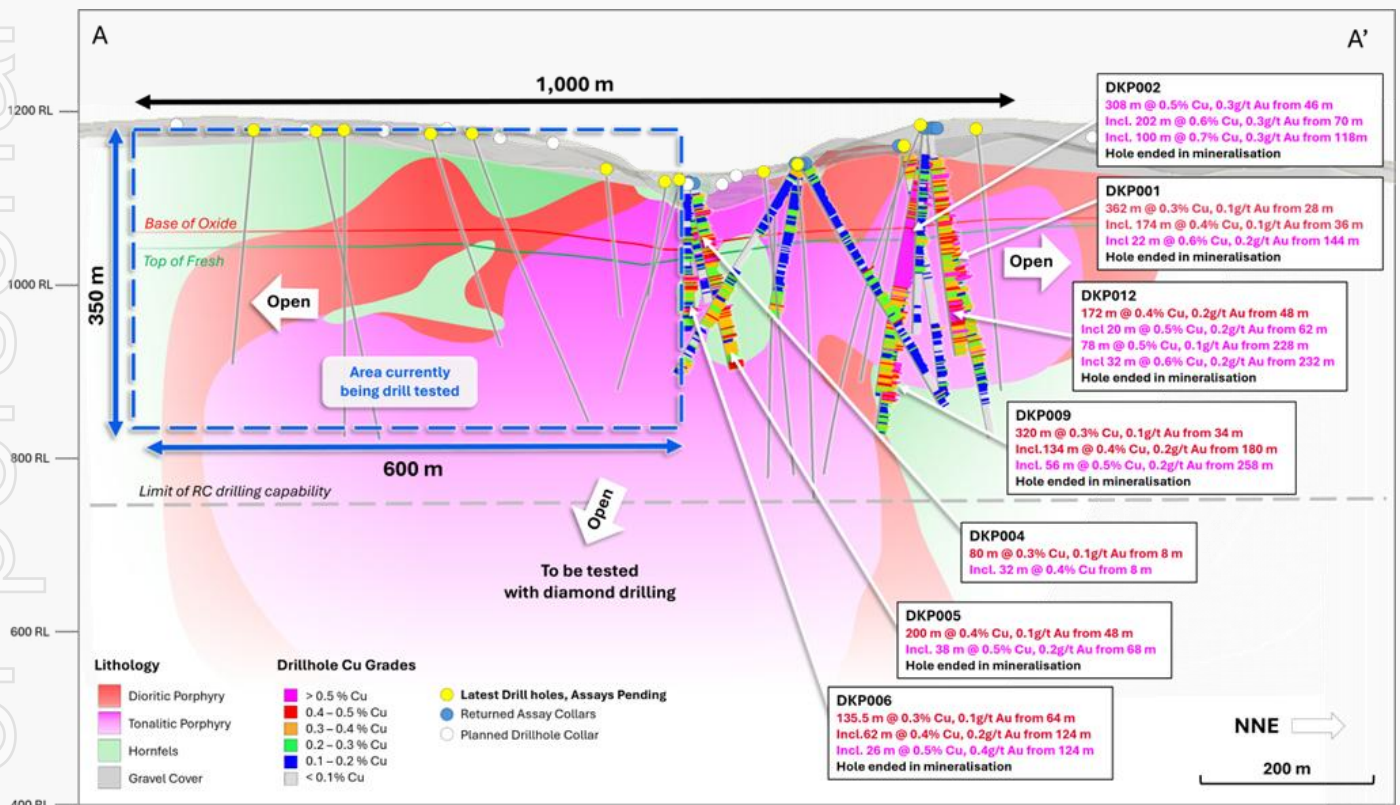 A
A'
1,000 m
1200 RL
1000 RL
800 RL
600 RL
400 RL
350 m
Base of Oxide
Top of Fresh
Open
Area currently
being drill tested
600 m
Limit of RC drilling capability
Open
To be tested
with diamond drilling
Open
DKP002
308 m @ 0.5% Cu, 0.3g/t Au from 46 m
Incl. 202 m @ 0.6% Cu, 0.3g/t Au from 70 m
Incl. 100 m @ 0.7% Cu, 0.3g/t Au from 118m
Hole ended in mineralisation
DKP001
362 m @ 0.3% Cu, 0.1g/t Au from 28 m
Incl. 174 m @ 0.4% Cu, 0.1g/t Au from 36 m
Incl 22 m @ 0.6% Cu, 0.2g/t Au from 144 m
Hole ended in mineralisation
DKP012
172 m @ 0.4% Cu, 0.2g/t Au from 48 m
Incl 20 m @ 0.5% Cu, 0.2g/t Au from 62 m
78 m @ 0.5% Cu, 0.1g/t Au from 228 m
Incl 32 m @ 0.6% Cu, 0.2g/t Au from 232 m
Hole ended in mineralisation
DKP009
320 m @ 0.3% Cu, 0.1g/t Au from 34 m
Incl.134 m @ 0.4% Cu, 0.2g/t Au from 180 m
Incl. 56 m @ 0.5% Cu, 0.2g/t Au from 258 m
Hole ended in mineralisation
DKP004
80 m @ 0.3% Cu, 0.1g/t Au from 8 m
Incl. 32 m @ 0.4% Cu from 8 m
DKP005
200 m @ 0.4% Cu, 0.1g/t Au from 48 m
Incl. 38 m @ 0.5% Cu, 0.2g/t Au from 68 m
Hole ended in mineralisation
DKP006
135.5 m @ 0.3% Cu, 0.1g/t Au from 64 m
Incl.62 m @ 0.4% Cu, 0.2g/t Au from 124 m
Incl. 26 m @ 0.5% Cu, 0.4g/t Au from 124 m
Hole ended in mineralisation
Lithology
Dioritic Porphyry
Tonalitic Porphyry
Hornfels
Gravel Cover
Drillhole Cu Grades
> 0.5 % Cu
0.4 – 0.5 % Cu
0.3 – 0.4% Cu
0.2 – 0.3% Cu
0.1 – 0.2 % Cu
< 0.1% Cu
Latest Drill holes, Assays Pending
Returned Assay Collars
Planned Drillhole Collar
NNE
200 m